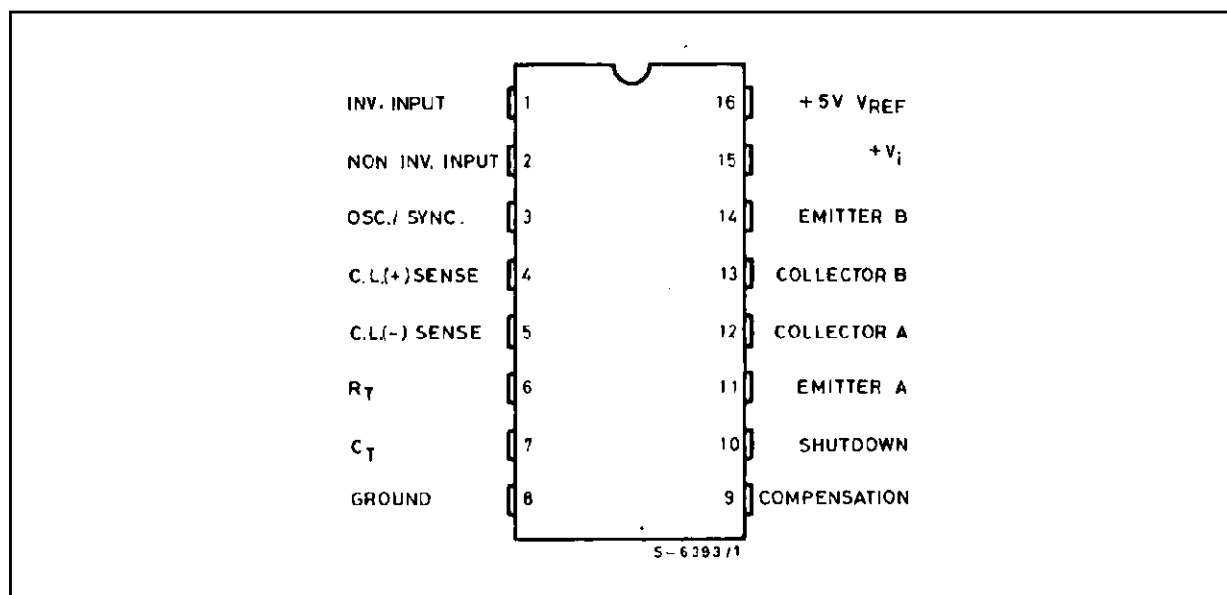 INV. INPUT 1 16 +5V VREF
NON INV. INPUT 2 15 +Vi
OSC./ SYNC. 3 14 EMITTER B
C.L.(+) SENSE 4 13 COLLECTOR B
C.L.(-) SENSE 5 12 COLLECTOR A
RT 6 11 EMITTER A
CT 7 10 SHUTDOWN
GROUND 8 9 COMPENSATION
S-6393/1